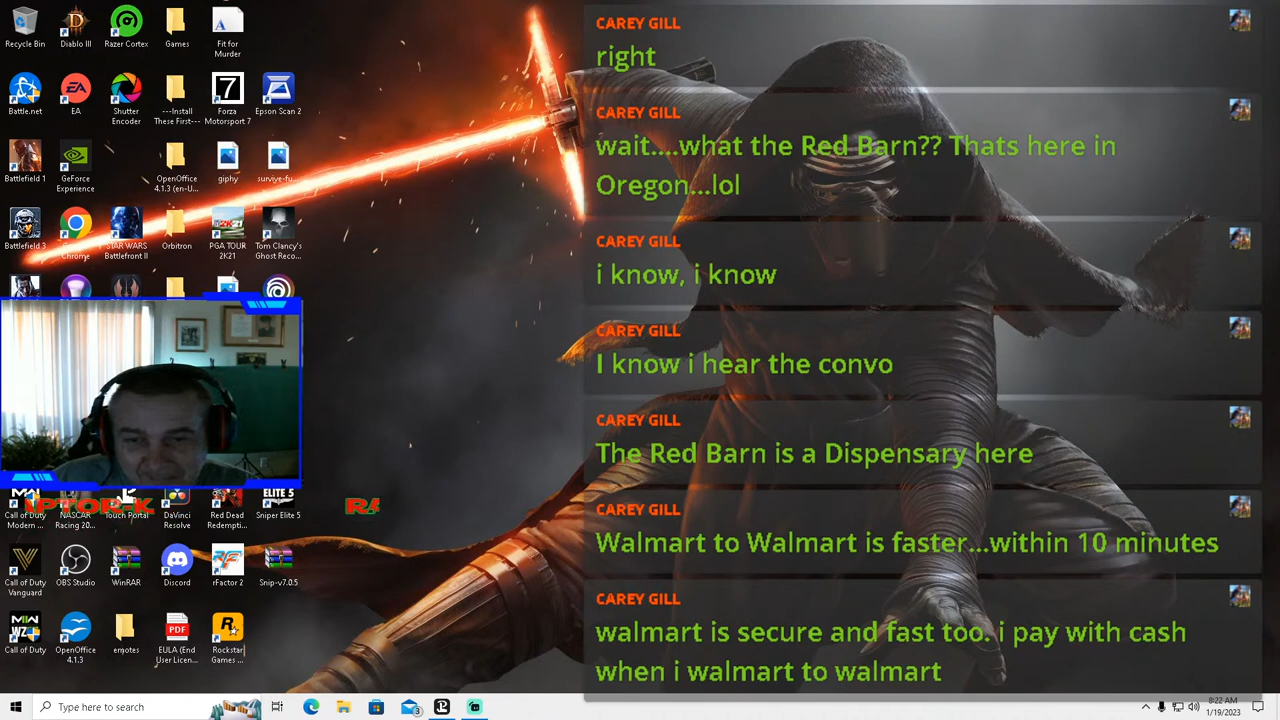 Recycle Bin
Diablo III
Razer Cortex
Games
Fit for
Murder
Battle.net
EA
Shutter
Encoder
---Install
These First---
7
Forza
Motorsport 7
Epson Scan 2
Battlefield 1
GeForce
Experience
OpenOffice
4.1.3 (en-U...
giphy
Chrome
STAR WARS
Battlefront II
Orbitron
PGA TOUR
2K21
Tom Clancy's
Ghost Reco...
Call of Duty
Modern ...
NASCAR
Racing 20...
Touch Portal
DaVinci
Resolve
Red Dead
Redempti...
ELITE 5
Sniper Elite 5
Call of Duty
Vanguard
OBS Studio
WinRAR
Discord
rFactor 2
Snip-v7.0.5
Call of Duty
OpenOffice
4.1.3
emotes
PDF
EULA (End
User Licen...
Rockstar
Games ...
CAREY GILL
right
CAREY GILL
wait....what the Red Barn?? Thats here in
Oregon...lol
CAREY GILL
i know, i know
CAREY GILL
I know i hear the convo
CAREY GILL
The Red Barn is a Dispensary here
CAREY GILL
Walmart to Walmart is faster...within 10 minutes
CAREY GILL
walmart is secure and fast too. i pay with cash
when i walmart to walmart
Type here to search
3
8:22 AM
1/19/2023